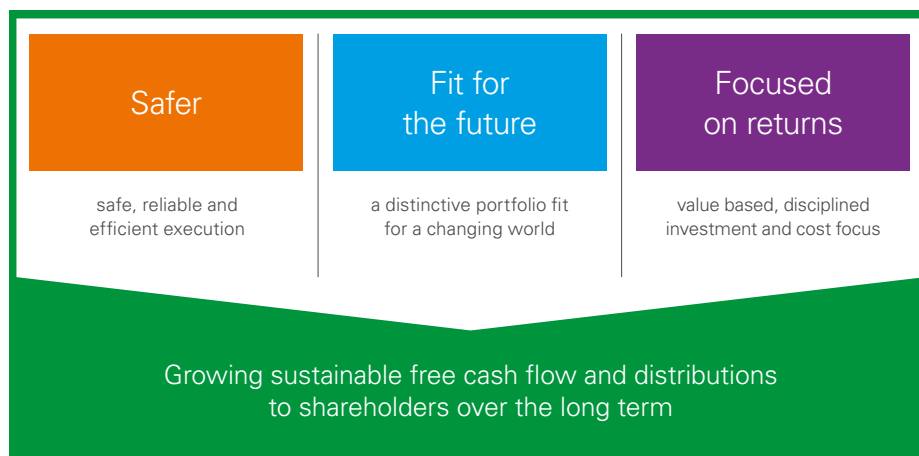 Safer
safe, reliable and
efficient execution
Fit for
the future
a distinctive portfolio fit
for a changing world
Focused
on returns
value based, disciplined
investment and cost focus
Growing sustainable free cash flow and distributions
to shareholders over the long term